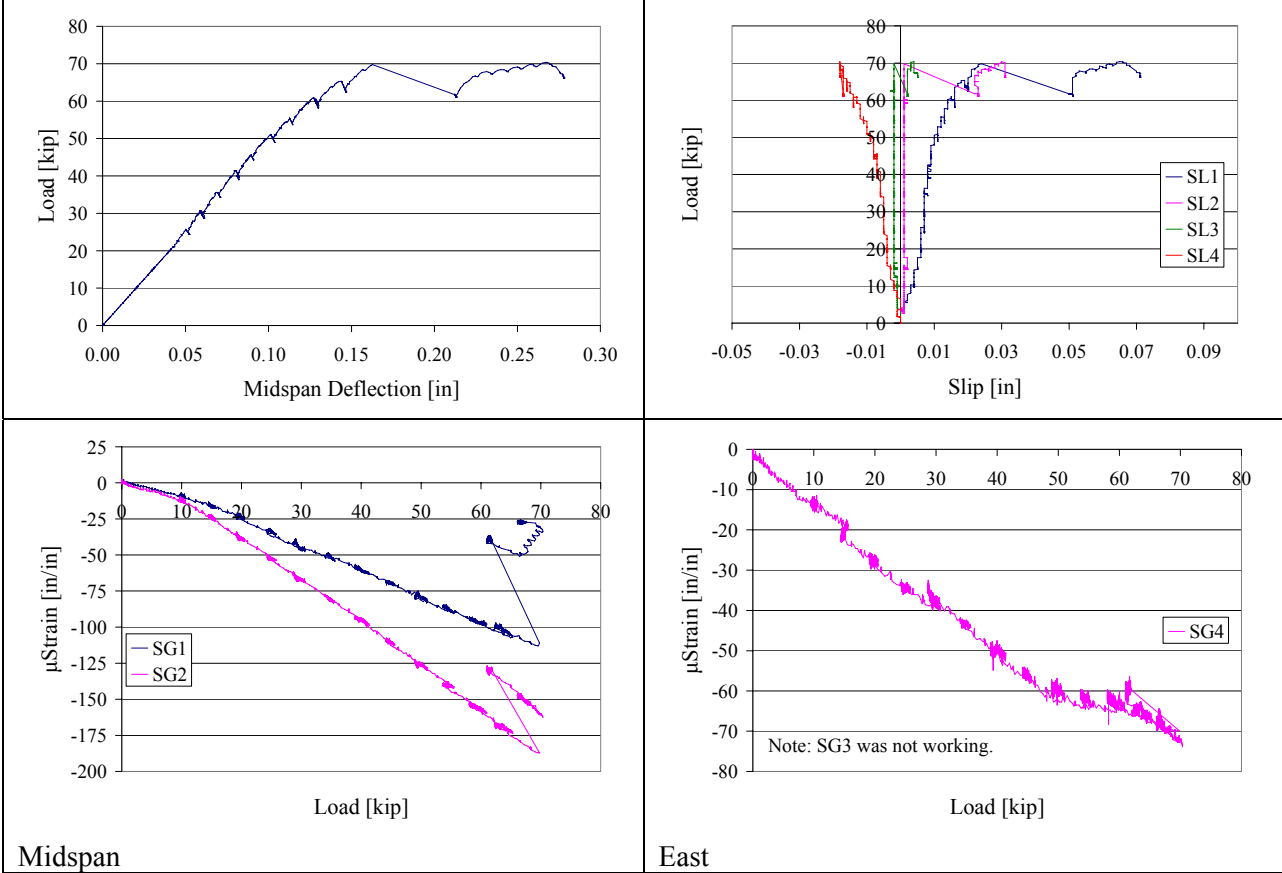 80
70
60
50
40
30
20
10
0
Load [kip]
0.00 0.05 0.10 0.15 0.20 0.25 0.30
Midspan Deflection [in]
80
70
60
50
40
30
20
10
0
Load [kip]
SL1
SL2
SL3
SL4
-0.05 -0.03 -0.01 0.01 0.03 0.05 0.07 0.09
Slip [in]
25
0
-25
-50
-75
-100
-125
-150
-175
-200
µStrain [in/in]
0 10 20 30 40 50 60 70 80
SG1
SG2
Load [kip]
Midspan
0
-10
-20
-30
-40
-50
-60
-70
-80
µStrain [in/in]
0 10 20 30 40 50 60 70 80
SG4
Note: SG3 was not working.
Load [kip]
East